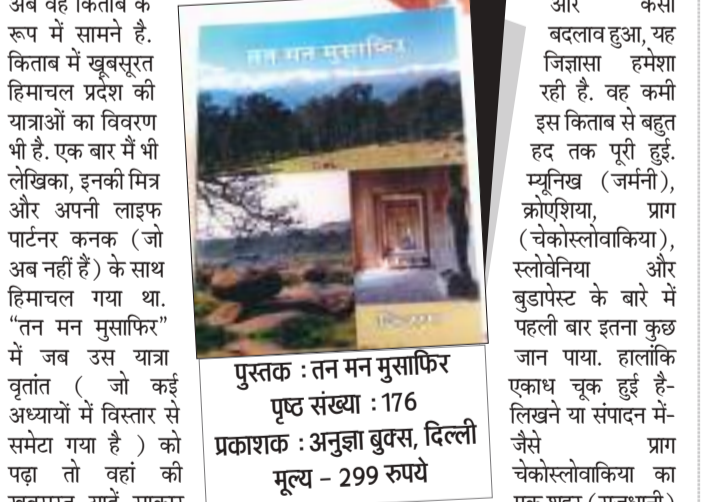 अब वह किताब के
रूप में सामने है.
किताब में खूबसूरत
हिमाचल प्रदेश की
यात्राओं का विवरण
भी है. एक बार मैं भी
लेखिका, इनकी मित्र
और अपनी लाइफ
पार्टनर कनक (जो
अब नहीं हैं) के साथ
हिमाचल गया था.
“तन मन मुसाफिर”
में जब उस यात्रा
वृतांत ( जो कई
अध्यायों में विस्तार से
समेटा गया है ) को
पढ़ा तो वहां की
तन मन मुसाफिर
पुस्तक : तन मन मुसाफिर
पृष्ठ संख्या : 176
प्रकाशक : अनुज्ञा बुक्स, दिल्ली
मूल्य – 299 रुपये
और कैसा
बदलाव हुआ, यह
जिज्ञासा हमेशा
रही है. वह कमी
इस किताब से बहुत
हद तक पूरी हुई.
म्यूनिख (जर्मनी),
क्रोएशिया, प्राग
(चेकोस्लोवाकिया),
स्लोवेनिया और
बुडापेस्ट के बारे में
पहली बार इतना कुछ
जान पाया. हालांकि
एकाध चूक हुई है-
लिखने या संपादन में-
जैसे प्राग
चेकोस्लोवाकिया का